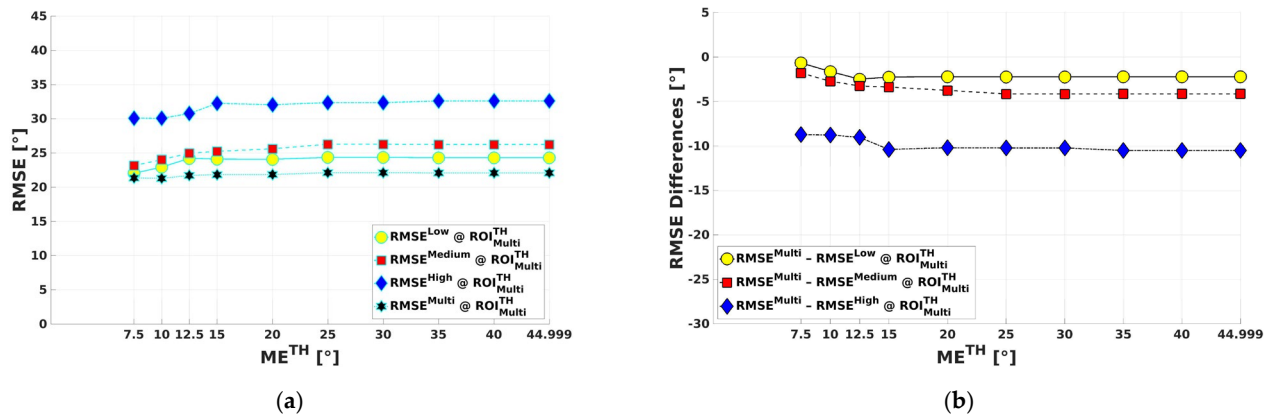 45
40
35
30
25
20
15
10
5
0
RMSE [°]
RMSE^Low @ ROI^TH_Multi
RMSE^Medium @ ROI^TH_Multi
RMSE^High @ ROI^TH_Multi
RMSE^Multi @ ROI^TH_Multi
7.5 10 12.5 15 20 25 30 35 40 44.999
ME^TH [°]
(a)
5
0
-5
-10
-15
-20
-25
-30
RMSE Differences [°]
RMSE^Multi – RMSE^Low @ ROI^TH_Multi
RMSE^Multi – RMSE^Medium @ ROI^TH_Multi
RMSE^Multi – RMSE^High @ ROI^TH_Multi
7.5 10 12.5 15 20 25 30 35 40 44.999
ME^TH [°]
(b)